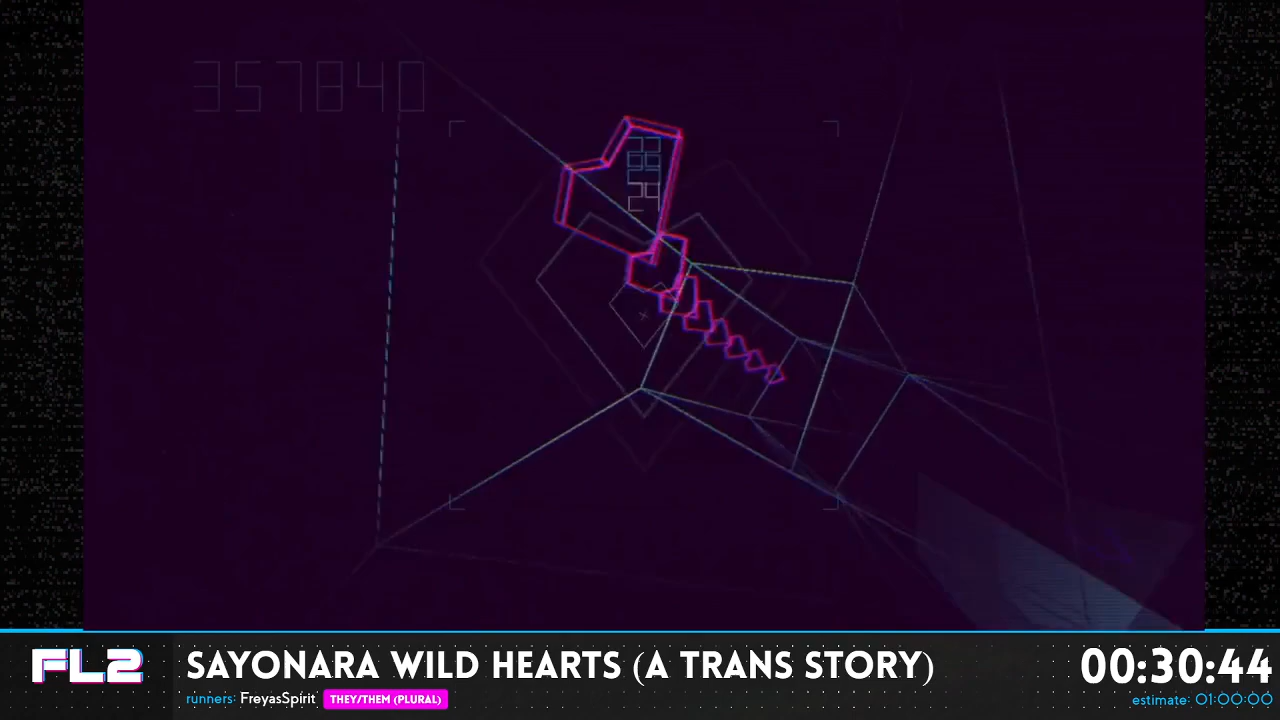 357840
FL2
SAYONARA WILD HEARTS (A TRANS STORY)
00:30:44
runners: FreyasSpirit THEY/THEM (PLURAL)
estimate: 01:00:00